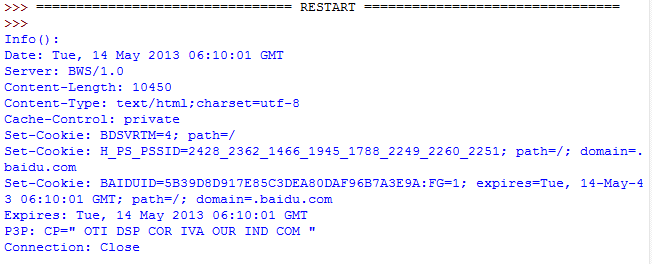 >>> ================================ RESTART ================================
>>>
Info():
Date: Tue, 14 May 2013 06:10:01 GMT
Server: BWS/1.0
Content-Length: 10450
Content-Type: text/html;charset=utf-8
Cache-Control: private
Set-Cookie: BDSVRTM=4; path=/
Set-Cookie: H_PS_PSSID=2428_2362_1466_1945_1788_2249_2260_2251; path=/; domain=.
baidu.com
Set-Cookie: BAIDUID=5B39D8D917E85C3DEA80DAF96B7A3E9A:FG=1; expires=Tue, 14-May-4
3 06:10:01 GMT; path=/; domain=.baidu.com
Expires: Tue, 14 May 2013 06:10:01 GMT
P3P: CP=" OTI DSP COR IVA OUR IND COM "
Connection: Close